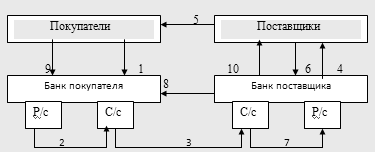 5
Покупатели Поставщики
9 1 8 10 6 4
Банк покупателя Банк поставщика
Р/с С/с С/с Р/с
2 3 7